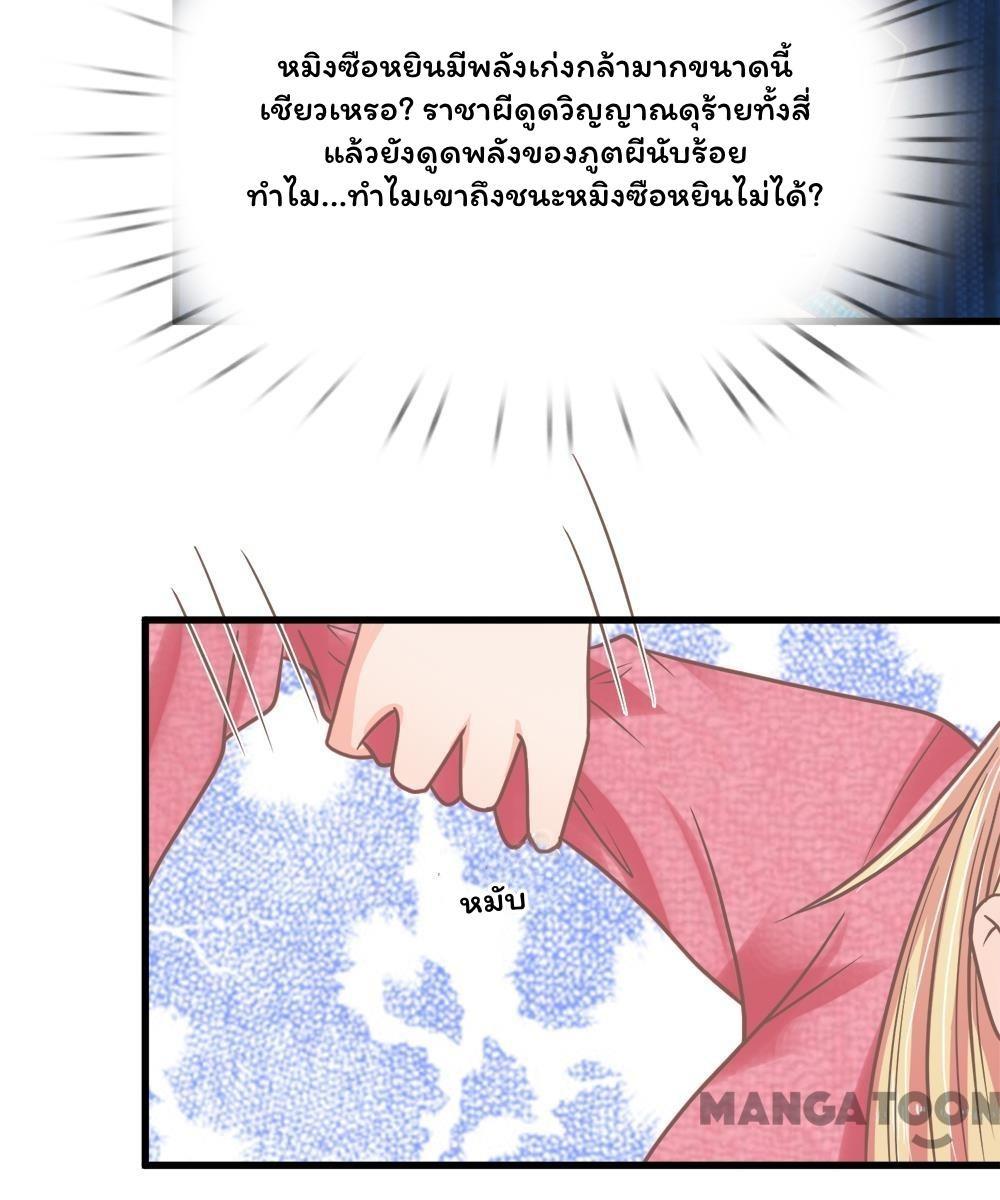 หมิงซือหยินมีพลังเก่งกล้ามากขนาดนี้
เชียวเหรอ? ราชาผีดูดวิญญาณดุร้ายทั้งสี่
แล้วยังดูดพลังของภูตผีนับร้อย
ทำไม...ทำไมเขาถึงชนะหมิงซือหยินไม่ได้?
หมับ
MANGATOON